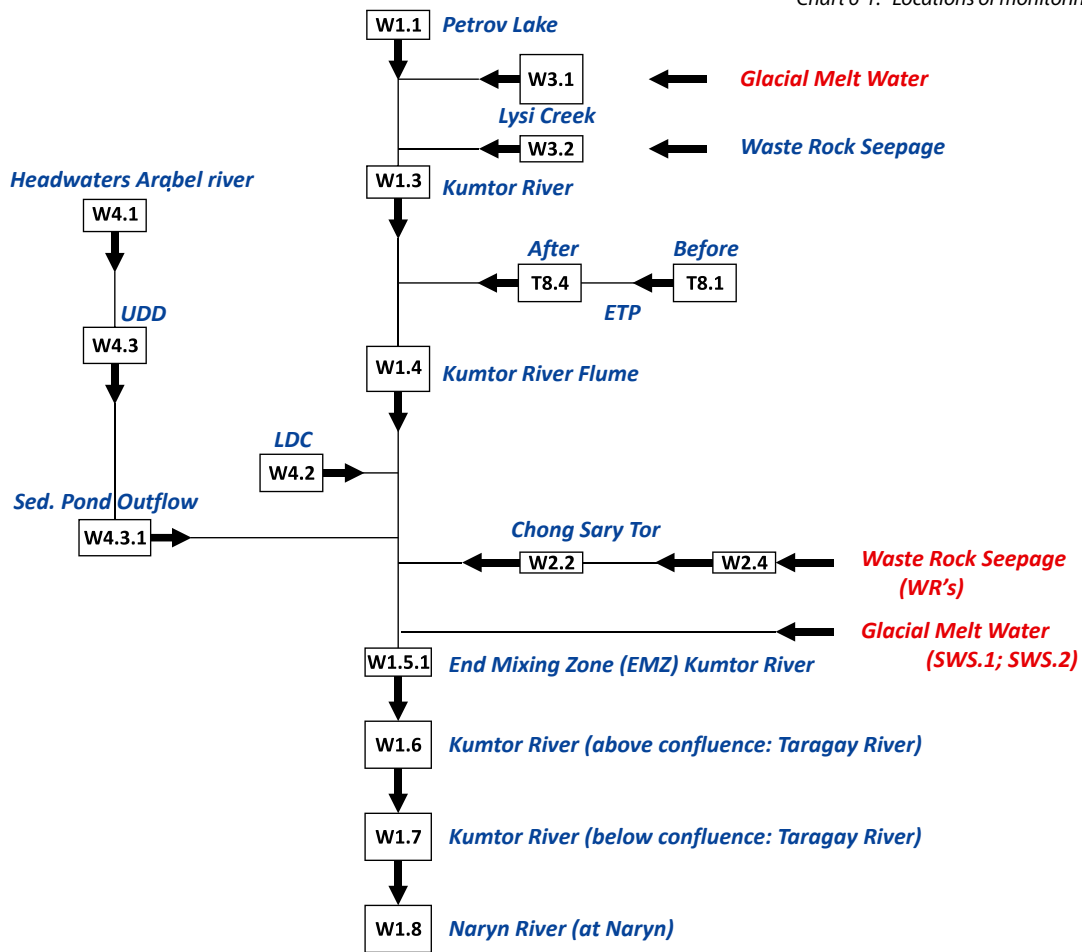 Chart 6-1: Locations of monitorin
W1.1 Petrov Lake
W3.1 Glacial Melt Water
Lysi Creek
W3.2 Waste Rock Seepage
W1.3 Kumtor River
Headwaters Arabel river
W4.1
After Before
T8.4 T8.1
ETP
UDD
W4.3
W1.4 Kumtor River Flume
LDC
W4.2
Sed. Pond Outflow
W4.3.1
Chong Sary Tor
W2.2 W2.4 Waste Rock Seepage
(WR's)
Glacial Melt Water
(SWS.1; SWS.2)
W1.5.1 End Mixing Zone (EMZ) Kumtor River
W1.6 Kumtor River (above confluence: Taragay River)
W1.7 Kumtor River (below confluence: Taragay River)
W1.8 Naryn River (at Naryn)